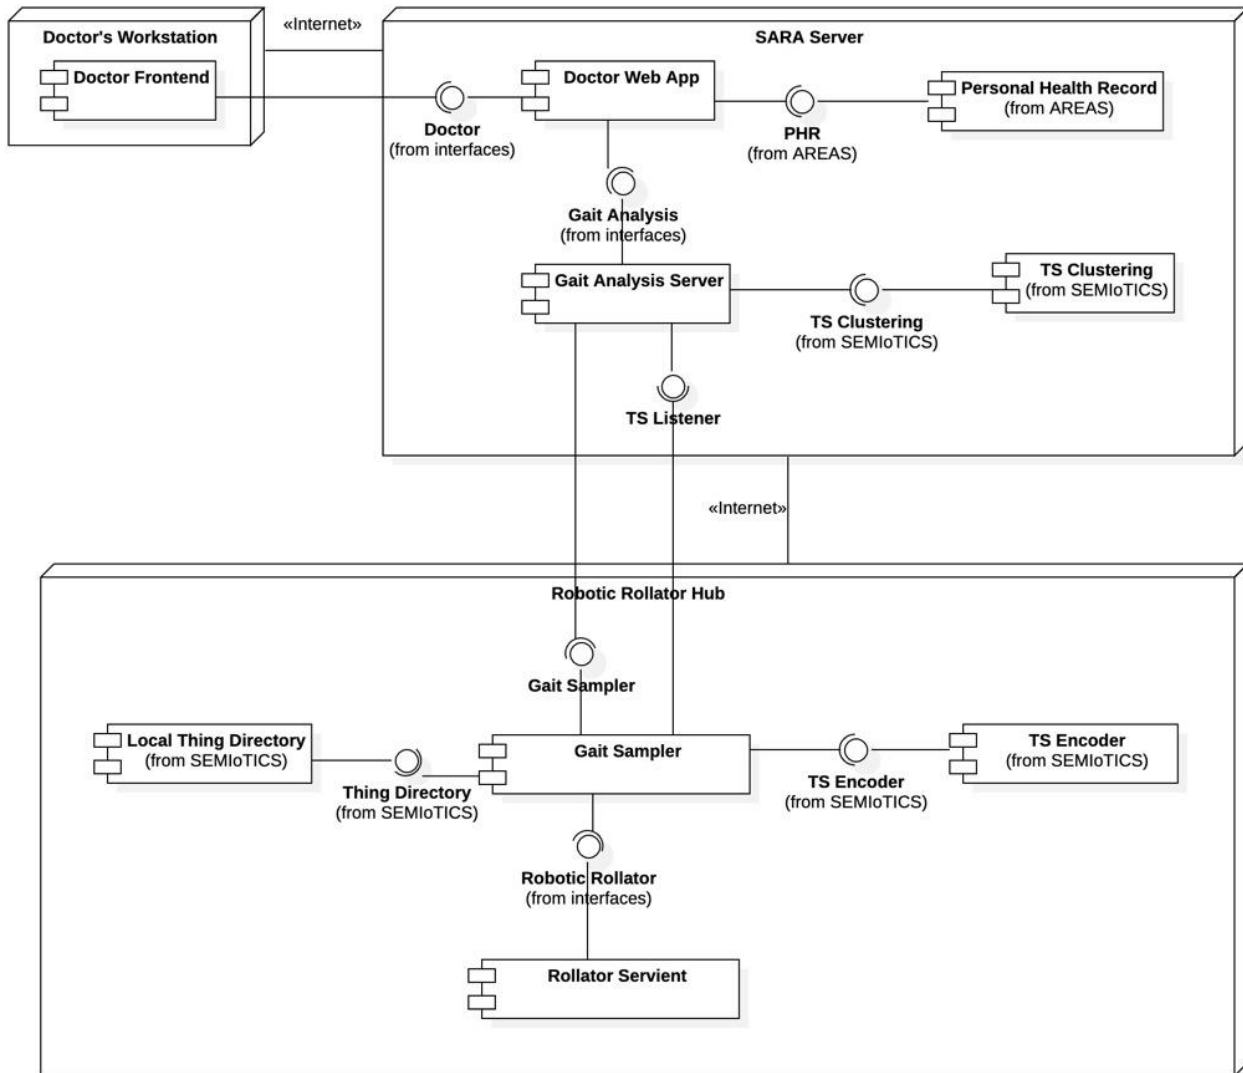 Doctor's Workstation
«Internet»
SARA Server
Doctor Frontend
Doctor Web App
Personal Health Record
(from AREAS)
Doctor
(from interfaces)
PHR
(from AREAS)
Gait Analysis
(from interfaces)
Gait Analysis Server
TS Clustering
(from SEMIoTICS)
TS Clustering
(from SEMIoTICS)
TS Listener
«Internet»
Robotic Rollator Hub
Gait Sampler
Local Thing Directory
(from SEMIoTICS)
Gait Sampler
TS Encoder
(from SEMIoTICS)
Thing Directory
(from SEMIoTICS)
TS Encoder
(from SEMIoTICS)
Robotic Rollator
(from interfaces)
Rollator Servient